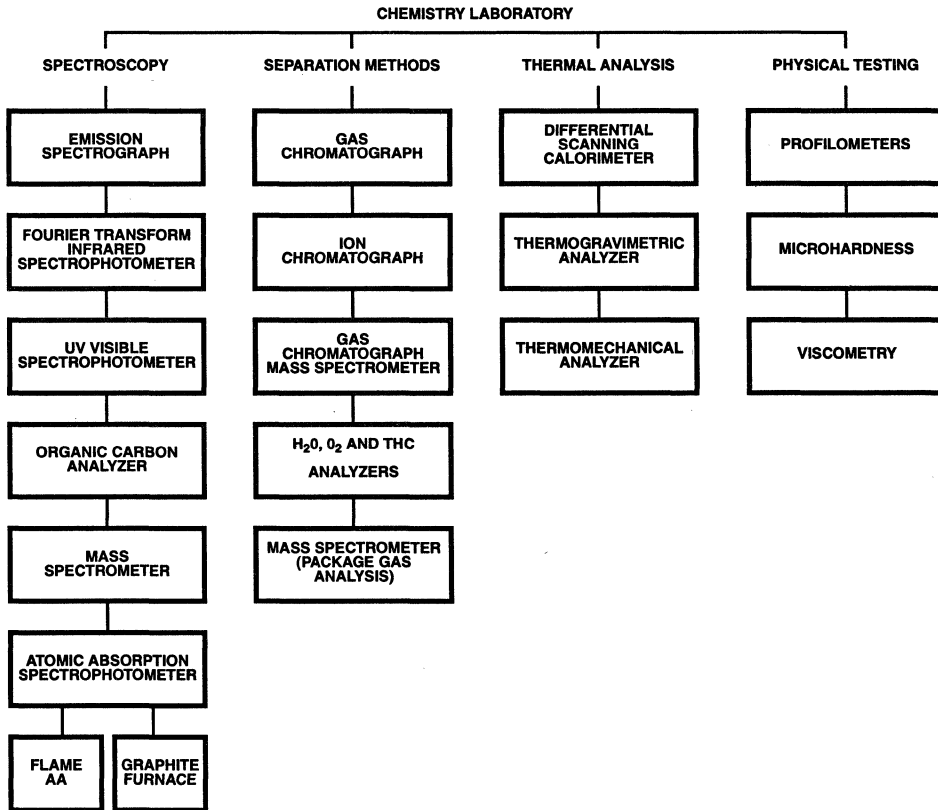 CHEMISTRY LABORATORY
SPECTROSCOPY
EMISSION
SPECTROGRAPH
FOURIER TRANSFORM
INFRARED
SPECTROPHOTOMETER
UV VISIBLE
SPECTROPHOTOMETER
ORGANIC CARBON
ANALYZER
MASS
SPECTROMETER
ATOMIC ABSORPTION
SPECTROPHOTOMETER
FLAME
AA
GRAPHITE
FURNACE
SEPARATION METHODS
GAS
CHROMATOGRAPH
ION
CHROMATOGRAPH
GAS
CHROMATOGRAPH
MASS SPECTROMETER
H₂0, 0₂ AND THC
ANALYZERS
MASS SPECTROMETER
(PACKAGE GAS
ANALYSIS)
THERMAL ANALYSIS
DIFFERENTIAL
SCANNING
CALORIMETER
THERMOGRAVIMETRIC
ANALYZER
THERMOMECHANICAL
ANALYZER
PHYSICAL TESTING
PROFILOMETERS
MICROHARDNESS
VISCOMETRY